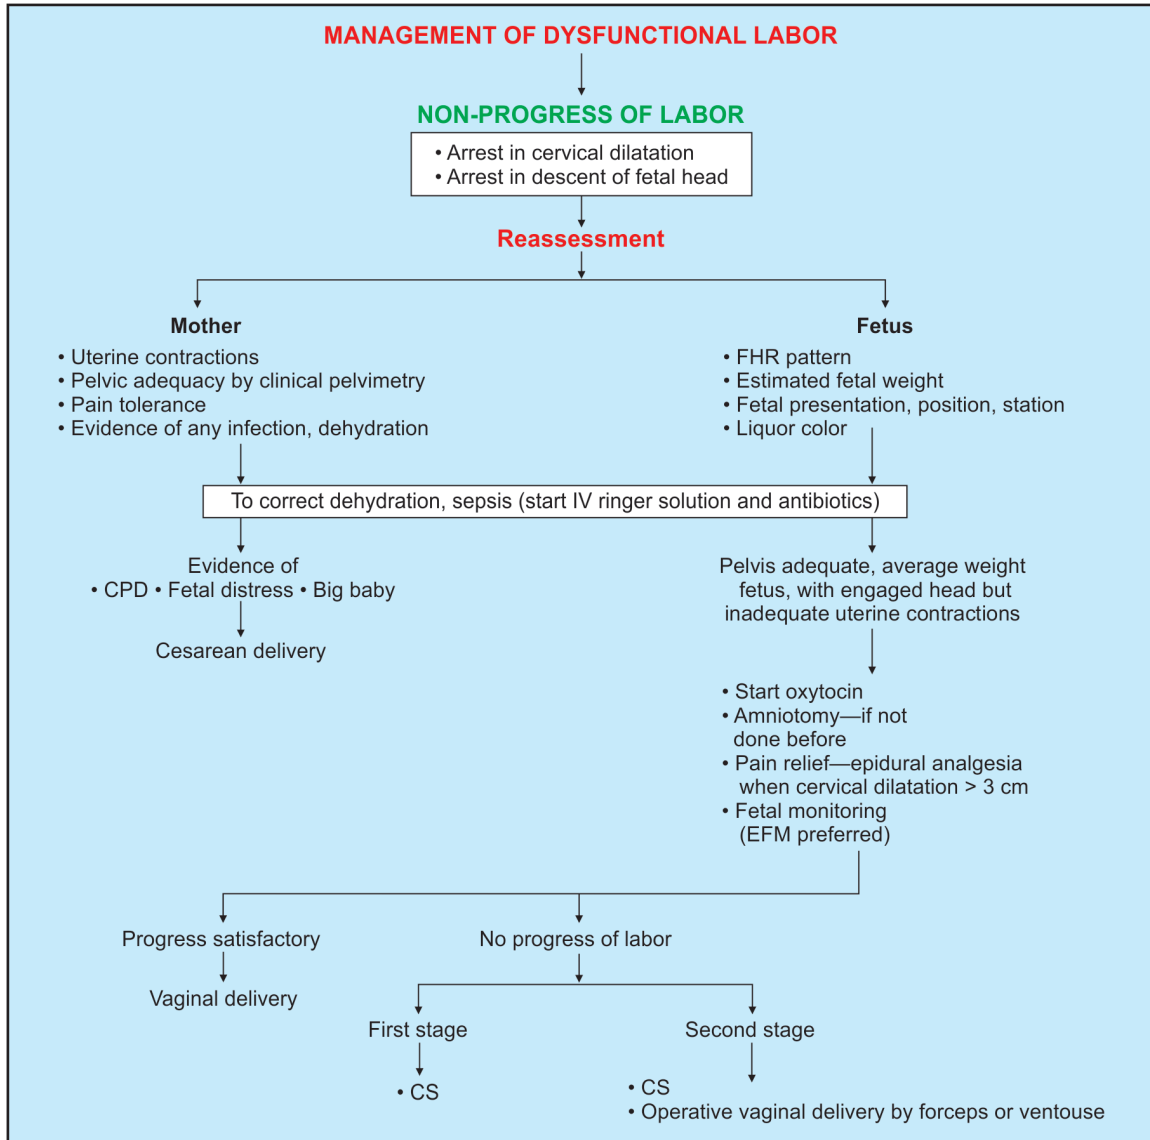 MANAGEMENT OF DYSFUNCTIONAL LABOR
NON-PROGRESS OF LABOR
• Arrest in cervical dilatation
• Arrest in descent of fetal head
Reassessment
Mother
• Uterine contractions
• Pelvic adequacy by clinical pelvimetry
• Pain tolerance
• Evidence of any infection, dehydration
Fetus
• FHR pattern
• Estimated fetal weight
• Fetal presentation, position, station
• Liquor color
To correct dehydration, sepsis (start IV ringer solution and antibiotics)
Evidence of
• CPD • Fetal distress • Big baby
Cesarean delivery
Pelvis adequate, average weight
fetus, with engaged head but
inadequate uterine contractions
• Start oxytocin
• Amniotomy—if not
done before
• Pain relief—epidural analgesia
when cervical dilatation > 3 cm
• Fetal monitoring
(EFM preferred)
Progress satisfactory
Vaginal delivery
No progress of labor
First stage
• CS
Second stage
• CS
• Operative vaginal delivery by forceps or ventouse